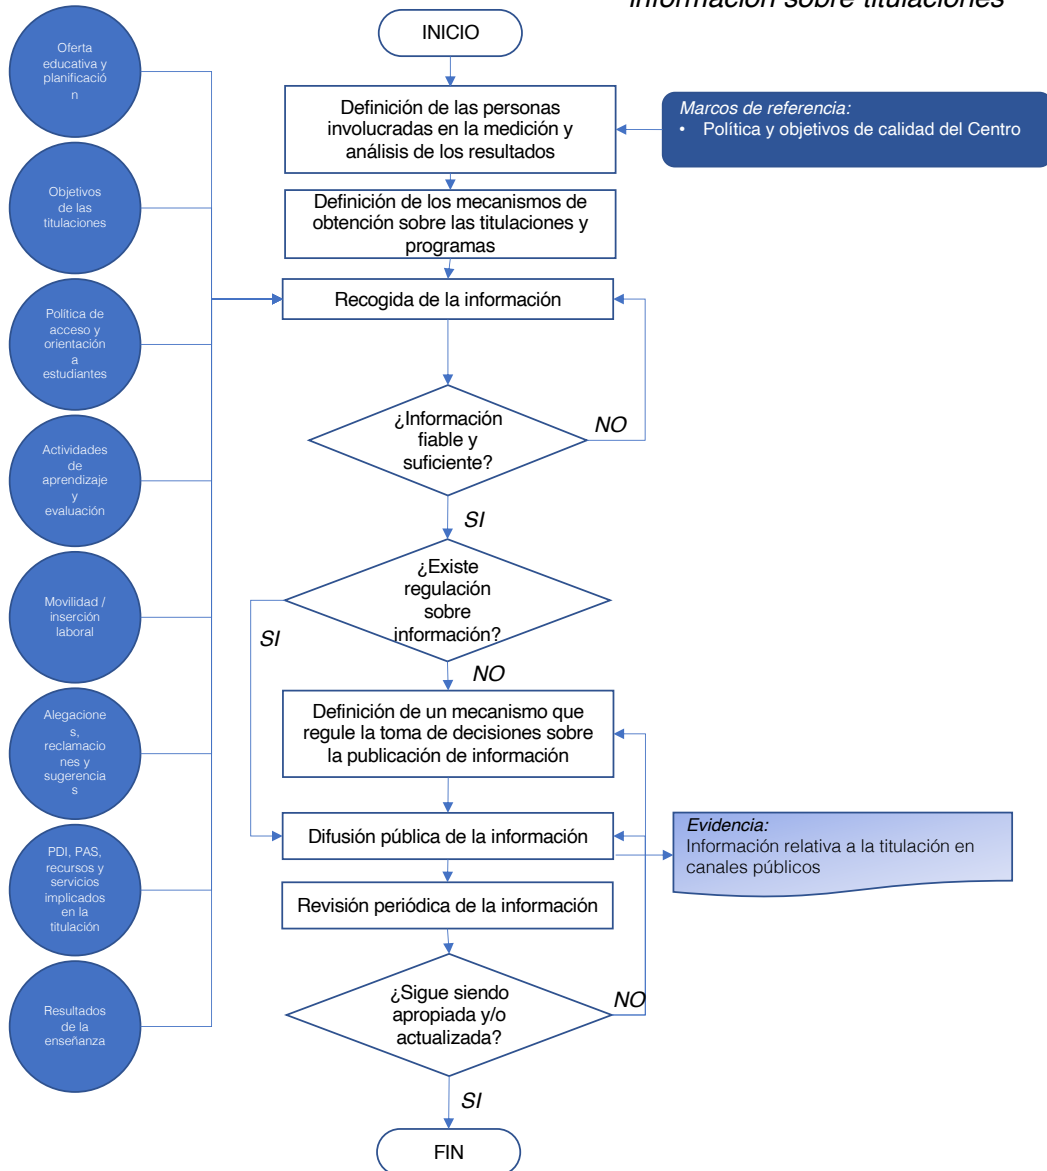 información sobre titulaciones
Oferta
educativa y
planificació
n
Objetivos
de las
titulaciones
Política de
acceso y
orientación
a
estudiantes
Actividades
de
aprendizaje
y
evaluación
Movilidad /
inserción
laboral
Alegacione
s,
reclamacio
nes y
sugerencia
s
PDI, PAS,
recursos y
servicios
implicados
en la
titulación
Resultados
de la
enseñanza
INICIO
Definición de las personas
involucradas en la medición y
análisis de los resultados
Marcos de referencia:
• Política y objetivos de calidad del Centro
Definición de los mecanismos de
obtención sobre las titulaciones y
programas
Recogida de la información
¿Información
fiable y
suficiente?
NO
SI
¿Existe
regulación
sobre
información?
SI
NO
Definición de un mecanismo que
regule la toma de decisiones sobre
la publicación de información
Difusión pública de la información
Evidencia:
Información relativa a la titulación en
canales públicos
Revisión periódica de la información
¿Sigue siendo
apropiada y/o
actualizada?
NO
SI
FIN